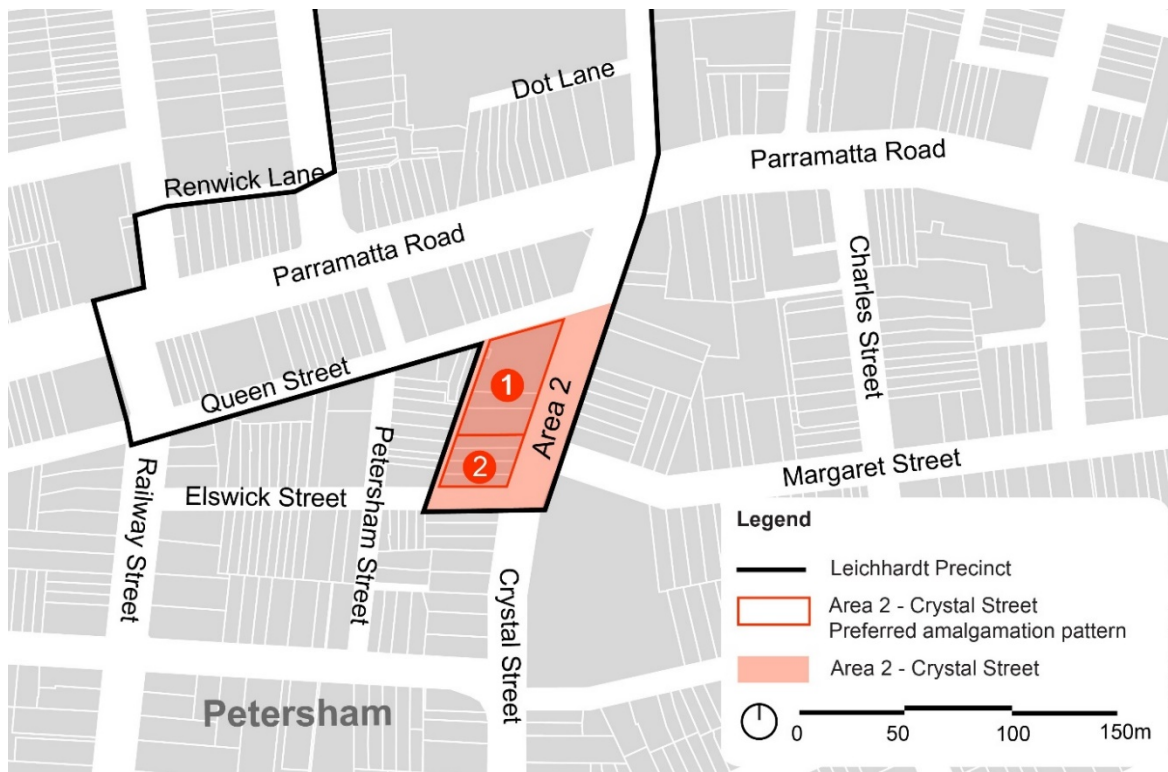 Dot Lane
Parramatta Road
Renwick Lane
Parramatta Road
Charles Street
Queen Street
1
Area 2
2
Petersham Street
Margaret Street
Elswick Street
Railway Street
Crystal Street
Petersham
Legend
Leichhardt Precinct
Area 2 - Crystal Street
Preferred amalgamation pattern
Area 2 - Crystal Street
0 50 100 150m